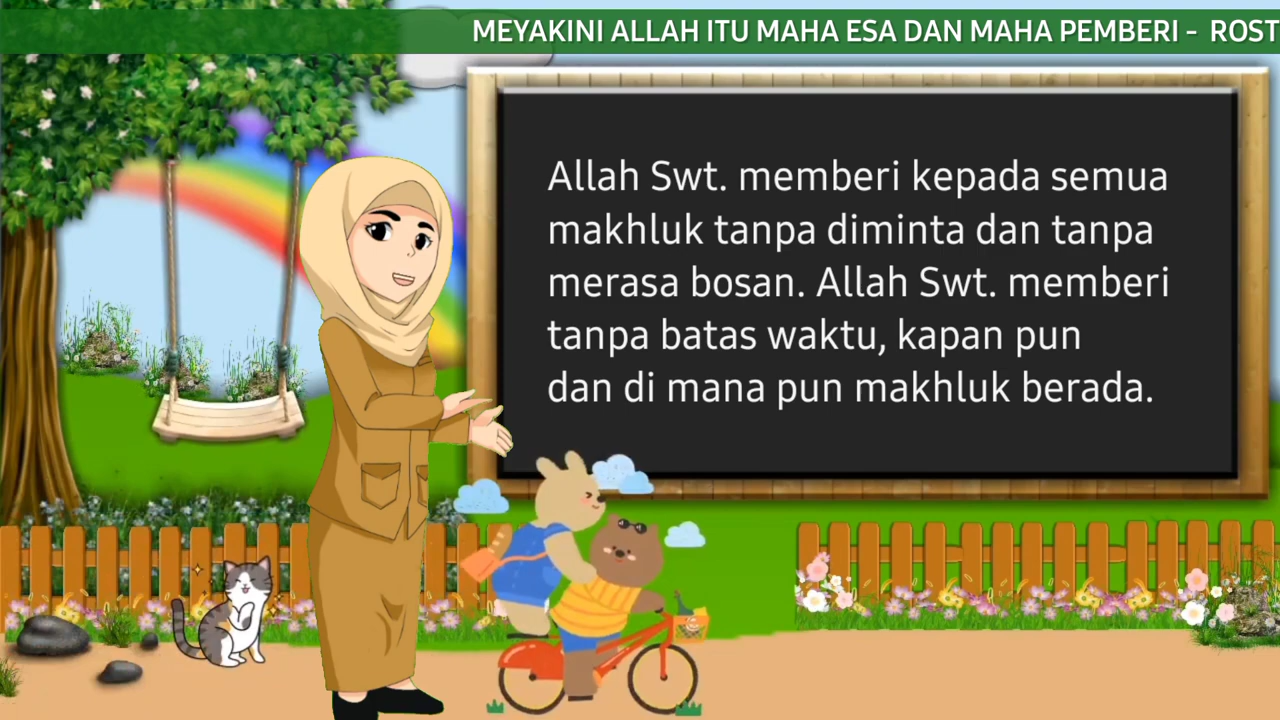 MEYAKINI ALLAH ITU MAHA ESA DAN MAHA PEMBERI - ROST
Allah Swt. memberi kepada semua
makhluk tanpa diminta dan tanpa
merasa bosan. Allah Swt. memberi
tanpa batas waktu, kapan pun
dan di mana pun makhluk berada.